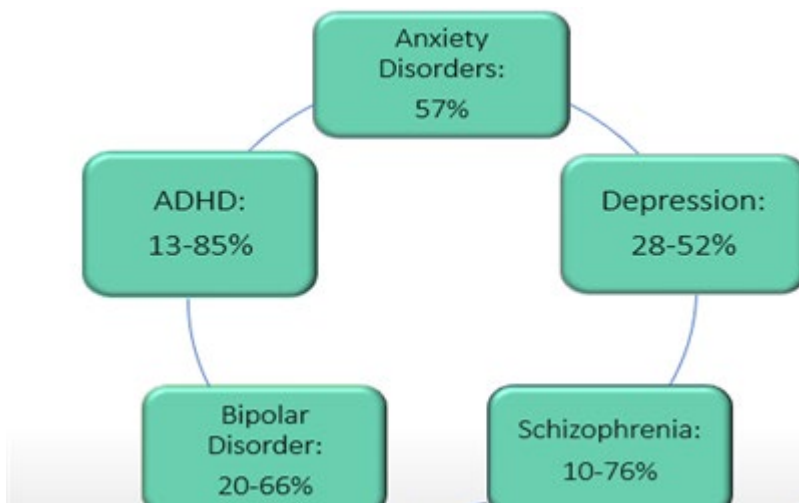 Anxiety
Disorders:
57%
ADHD:
13-85%
Depression:
28-52%
Bipolar
Disorder:
20-66%
Schizophrenia:
10-76%